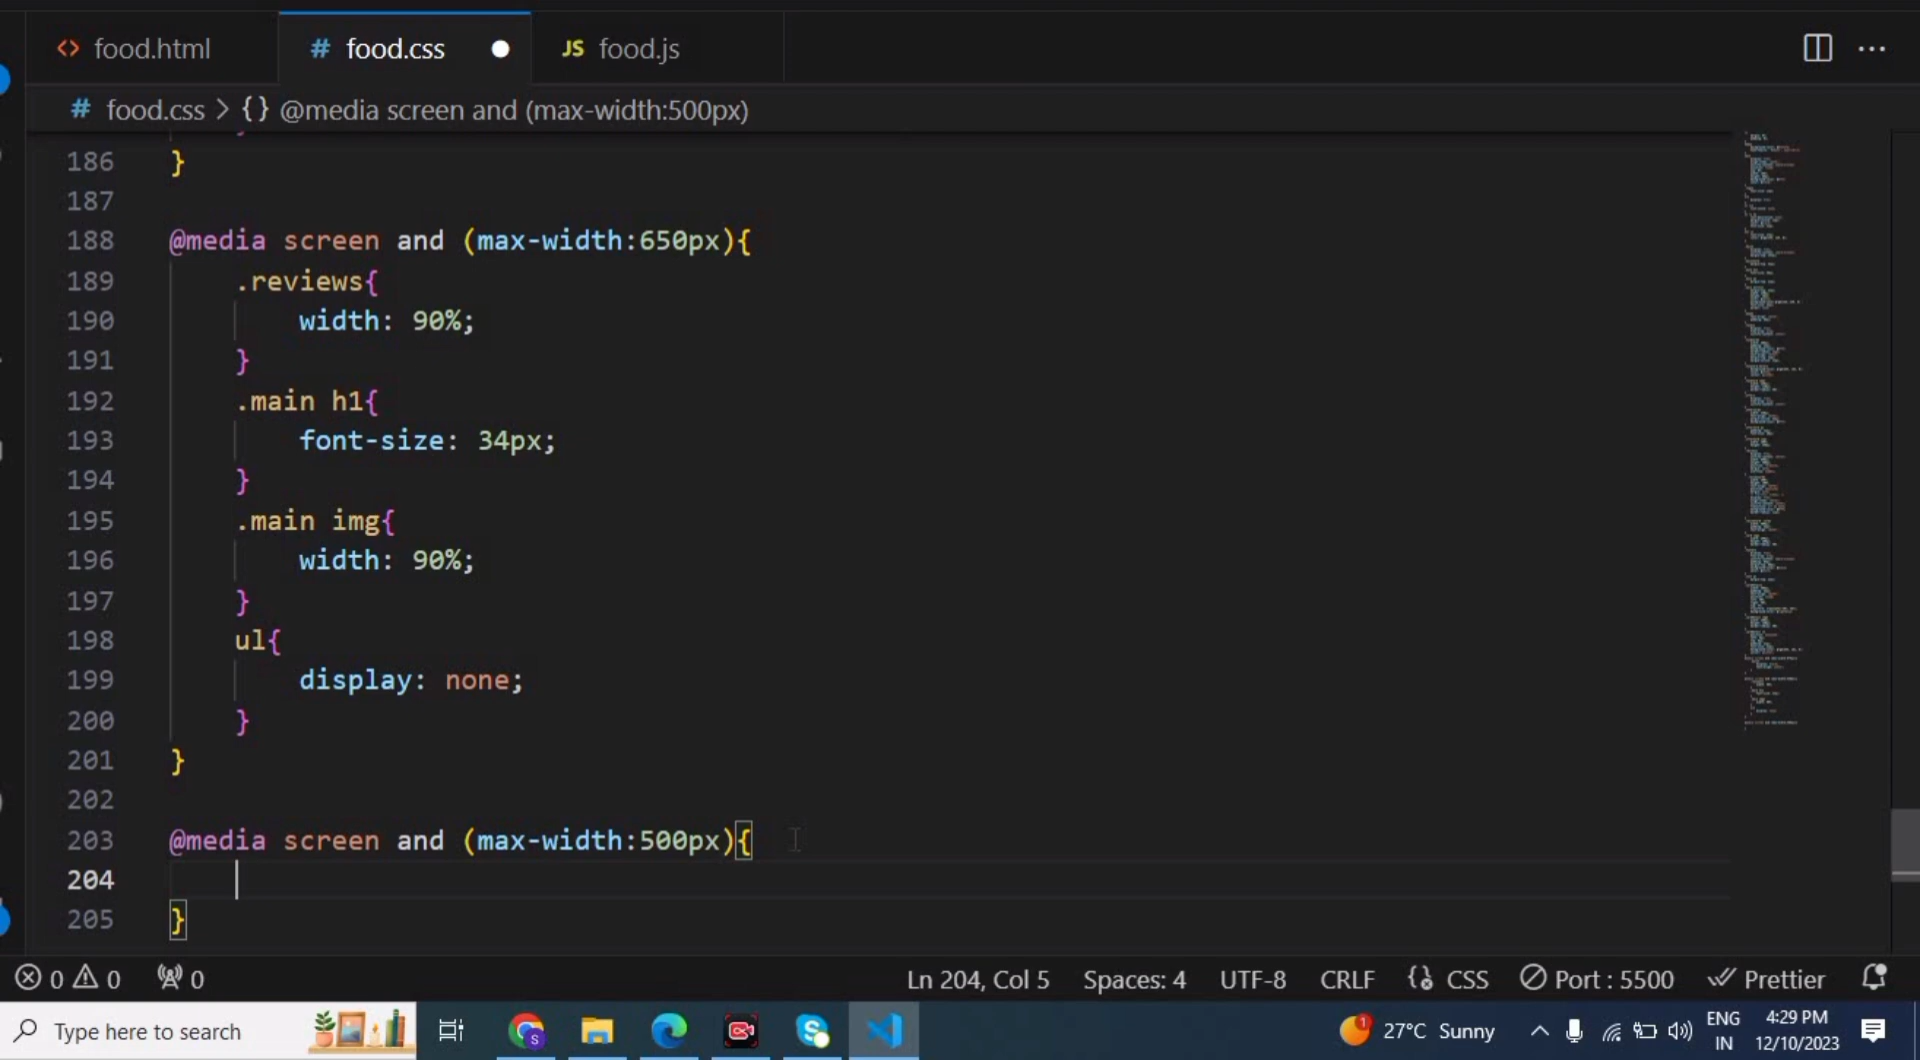 <> food.html # food.css ● JS food.js ...
# food.css > {} @media screen and (max-width:500px)
186 }
187
188 @media screen and (max-width:650px){
189 .reviews{
190 width: 90%;
191 }
192 .main h1{
193 font-size: 34px;
194 }
195 .main img{
196 width: 90%;
197 }
198 ul{
199 display: none;
200 }
201 }
202
203 @media screen and (max-width:500px){
204
205 }
0 0 0 Ln 204, Col 5 Spaces: 4 UTF-8 CRLF {} CSS Port : 5500 Prettier
Type here to search S 1 27°C Sunny ENG 4:29 PM
IN 12/10/2023